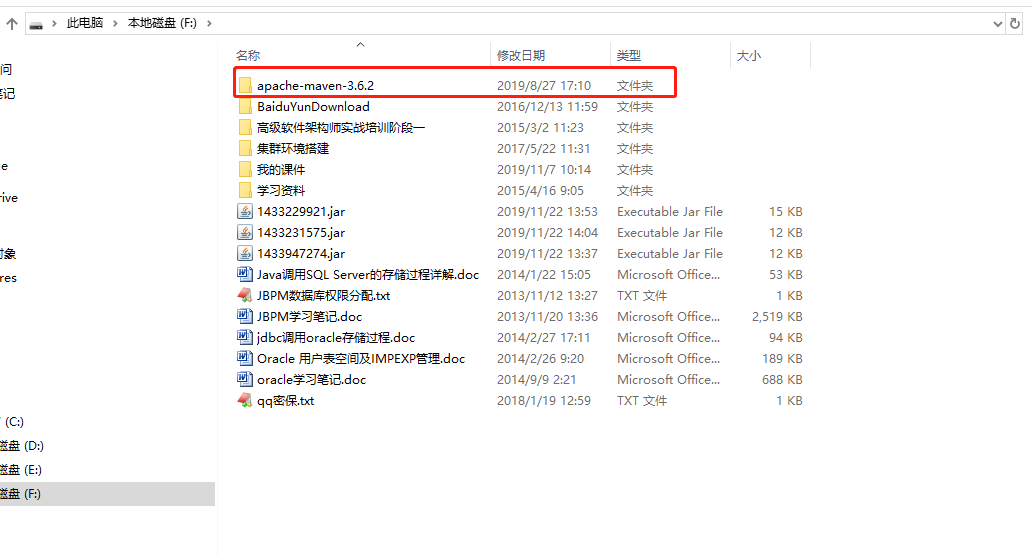 此电脑 本地磁盘 (F:)
名称 修改日期 类型 大小
问
apache-maven-3.6.2 2019/8/27 17:10 文件夹
笔记
BaiduYunDownload 2016/12/13 11:59 文件夹
高级软件架构师实战培训阶段一 2015/3/2 11:23 文件夹
集群环境搭建 2017/5/22 11:31 文件夹
e
我的课件 2019/11/7 10:14 文件夹
学习资料 2015/4/16 9:05 文件夹
rive
1433229921.jar 2019/11/22 13:53 Executable Jar File 15 KB
1433231575.jar 2019/11/22 14:04 Executable Jar File 12 KB
对象
1433947274.jar 2019/11/22 13:37 Executable Jar File 12 KB
res
Java调用SQL Server的存储过程详解.doc 2014/1/22 15:05 Microsoft Office... 53 KB
JBPM数据库权限分配.txt 2013/11/12 13:27 TXT 文件 1 KB
JBPM学习笔记.doc 2013/11/20 13:36 Microsoft Office... 2,519 KB
jdbc调用oracle存储过程.doc 2014/2/27 17:11 Microsoft Office... 94 KB
Oracle 用户表空间及IMPEXP管理.doc 2014/2/26 9:20 Microsoft Office... 189 KB
oracle学习笔记.doc 2014/9/9 2:21 Microsoft Office... 688 KB
qq密保.txt 2018/1/19 12:59 TXT 文件 1 KB
(C:)
磁盘 (D:)
磁盘 (E:)
磁盘 (F:)